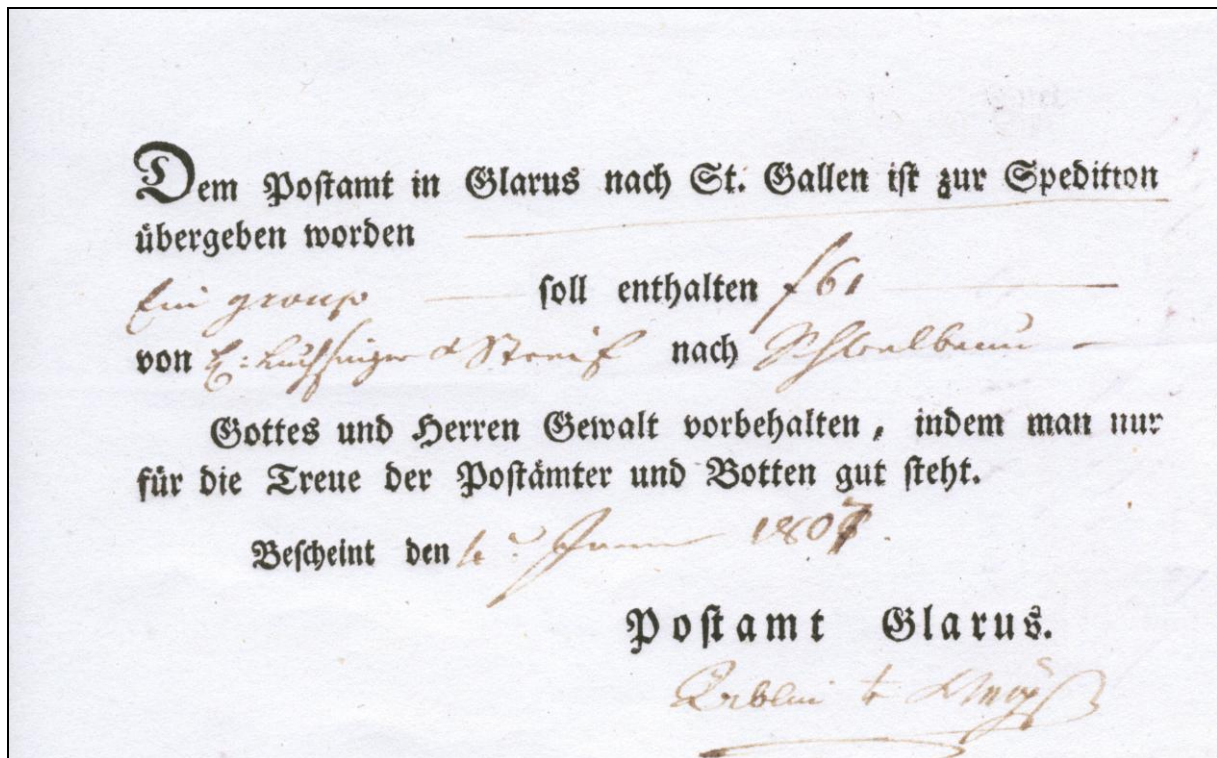 Dem Postamt in Glarus nach St. Gallen ist zur Spedition
übergeben worden
Ein group soll enthalten f 61
von & Streiff nach
Gottes und Herren Gewalt vorbehalten, indem man nur
für die Treue der Postämter und Botten gut steht.
Bescheint den 1807.
Postamt Glarus.